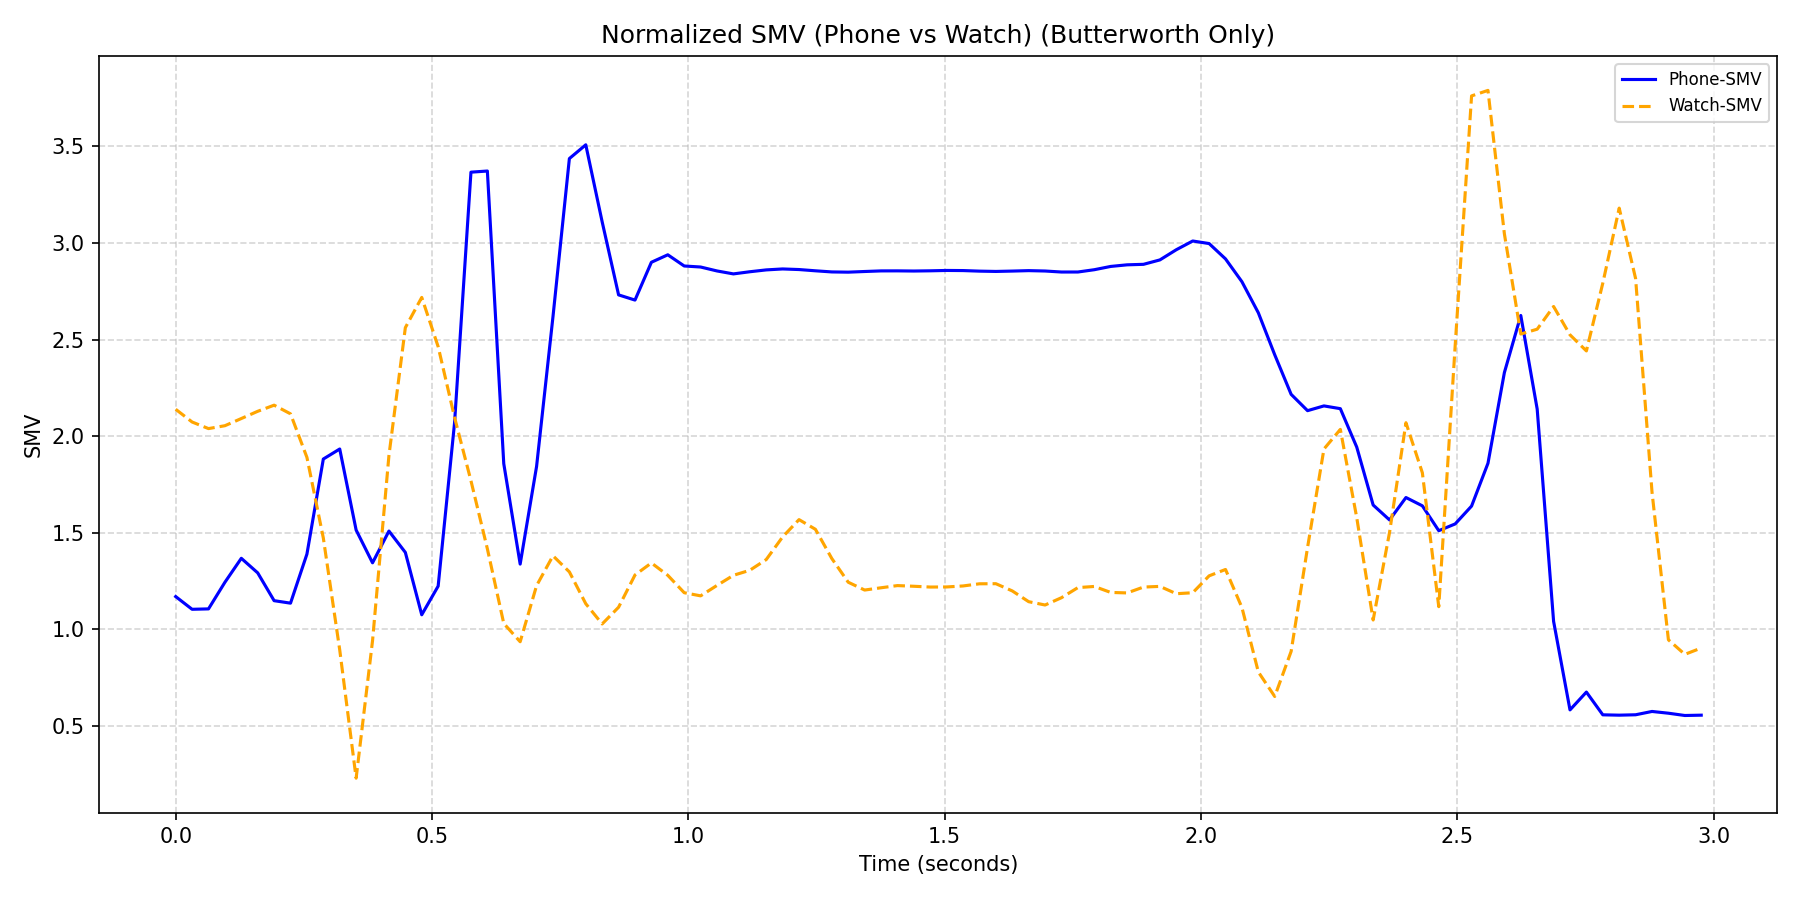 Normalized SMV (Phone vs Watch) (Butterworth Only)
Phone-SMV
Watch-SMV
3.5
3.0
2.5
2.0
1.5
1.0
0.5
SMV
0.0 0.5 1.0 1.5 2.0 2.5 3.0
Time (seconds)